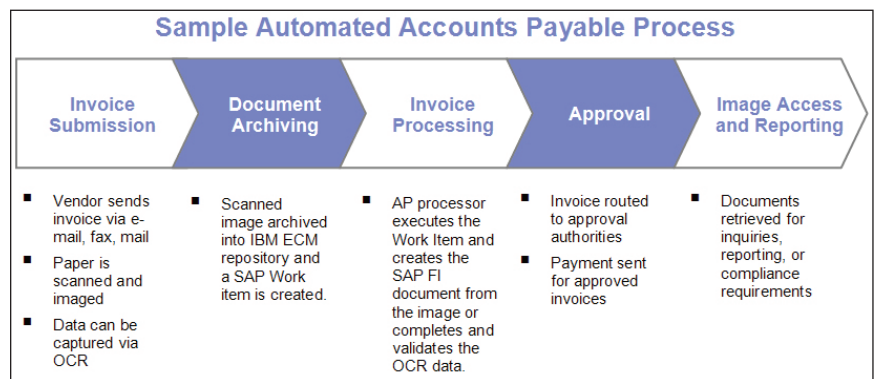 Sample Automated Accounts Payable Process
Invoice
Submission
Document
Archiving
Invoice
Processing
Approval
Image Access
and Reporting
▪ Vendor sends
invoice via e-
mail, fax, mail
▪ Paper is
scanned and
imaged
▪ Data can be
captured via
OCR
▪ Scanned
image archived
into IBM ECM
repository and
a SAP Work
item is created.
▪ AP processor
executes the
Work Item and
creates the
SAP FI
document from
the image or
completes and
validates the
OCR data.
▪ Invoice routed
to approval
authorities
▪ Payment sent
for approved
invoices
▪ Documents
retrieved for
inquiries,
reporting, or
compliance
requirements